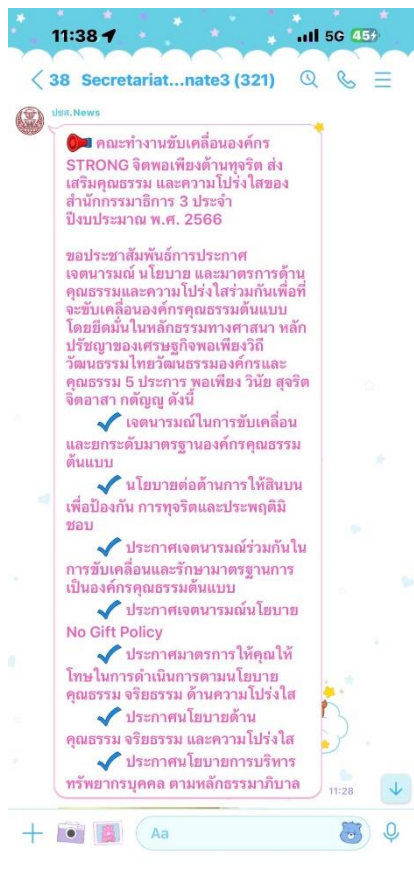 11:38
5G 45
38 Secretariat...nate3 (321)
ปชส.News
คณะทำงานขับเคลื่อนองค์กร
STRONG จิตพอเพียงต้านทุจริต ส่ง
เสริมคุณธรรม และความโปร่งใสของ
สำนักกรรมาธิการ 3 ประจำ
ปีงบประมาณ พ.ศ. 2566
ขอประชาสัมพันธ์การประกาศ
เจตนารมณ์ นโยบาย และมาตรการด้าน
คุณธรรมและความโปร่งใสร่วมกันเพื่อที่
จะขับเคลื่อนองค์กรคุณธรรมต้นแบบ
โดยยึดมั่นในหลักธรรมทางศาสนา หลัก
ปรัชญาของเศรษฐกิจพอเพียงวิถี
วัฒนธรรมไทยวัฒนธรรมองค์กรและ
คุณธรรม 5 ประการ พอเพียง วินัย สุจริต
จิตอาสา กตัญญู ดังนี้
เจตนารมณ์ในการขับเคลื่อน
และยกระดับมาตรฐานองค์กรคุณธรรม
ต้นแบบ
นโยบายต่อต้านการให้สินบน
เพื่อป้องกัน การทุจริตและประพฤติมิ
ชอบ
ประกาศเจตนารมณ์ร่วมกันใน
การขับเคลื่อนและรักษามาตรฐานการ
เป็นองค์กรคุณธรรมต้นแบบ
ประกาศเจตนารมณ์นโยบาย
No Gift Policy
ประกาศมาตรการให้คุณให้
โทษในการดำเนินการตามนโยบาย
คุณธรรม จริยธรรม ด้านความโปร่งใส
ประกาศนโยบายด้าน
คุณธรรม จริยธรรม และความโปร่งใส
ประกาศนโยบายการบริหาร
ทรัพยากรบุคคล ตามหลักธรรมาภิบาล
11:28
Aa